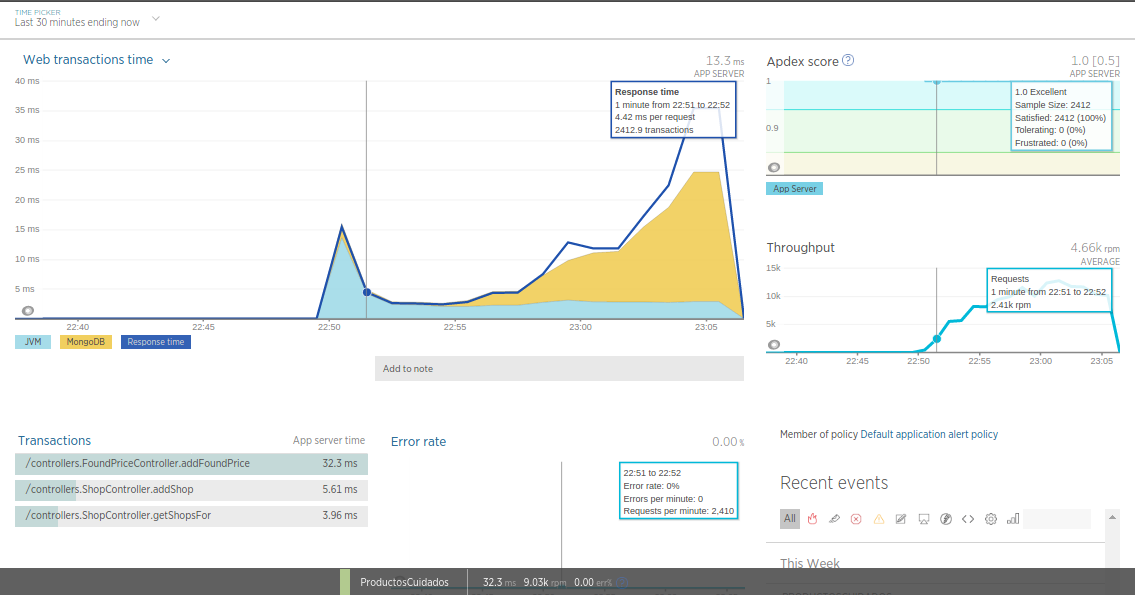 TIME PICKER
Last 30 minutes ending now
Web transactions time
13.3 ms
APP SERVER
40 ms
35 ms
30 ms
25 ms
20 ms
15 ms
10 ms
5 ms
Response time
1 minute from 22:51 to 22:52
4.42 ms per request
2412.9 transactions
22:40
22:45
22:50
22:55
23:00
23:05
JVM
MongoDB
Response time
Add to note
Apdex score ?
1.0 [0.5]
APP SERVER
1
0.9
1.0 Excellent
Sample Size: 2412
Satisfied: 2412 (100%)
Tolerating: 0 (0%)
Frustrated: 0 (0%)
App Server
Throughput
4.66k rpm
AVERAGE
15k
10k
5k
Requests
1 minute from 22:51 to 22:52
2.41k rpm
22:40
22:45
22:50
22:55
23:00
23:05
Transactions
App server time
/controllers.FoundPriceController.addFoundPrice 32.3 ms
/controllers.ShopController.addShop 5.61 ms
/controllers.ShopController.getShopsFor 3.96 ms
Error rate
0.00 %
22:51 to 22:52
Error rate: 0%
Errors per minute: 0
Requests per minute: 2,410
Member of policy Default application alert policy
Recent events
All
This Week
ProductosCuidados 32.3 ms 9.03k rpm 0.00 err%